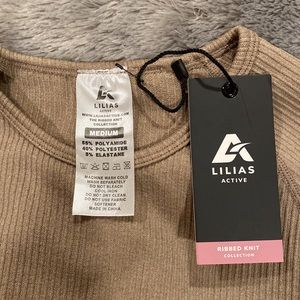 LILIAS
WWW.LILIASACTIVE.COM
THE RIBBED KNIT
COLLECTION
MEDIUM
55% POLYAMIDE
40% POLYESTER
5% ELASTANE
MACHINE WASH COLD
WASH SEPARATELY
DO NOT BLEACH
COOL IRON
DO NOT DRY CLEAN
DO NOT USE FABRIC
SOFTENER
MADE IN CHINA
LILIAS
ACTIVE
RIBBED KNIT
COLLECTION